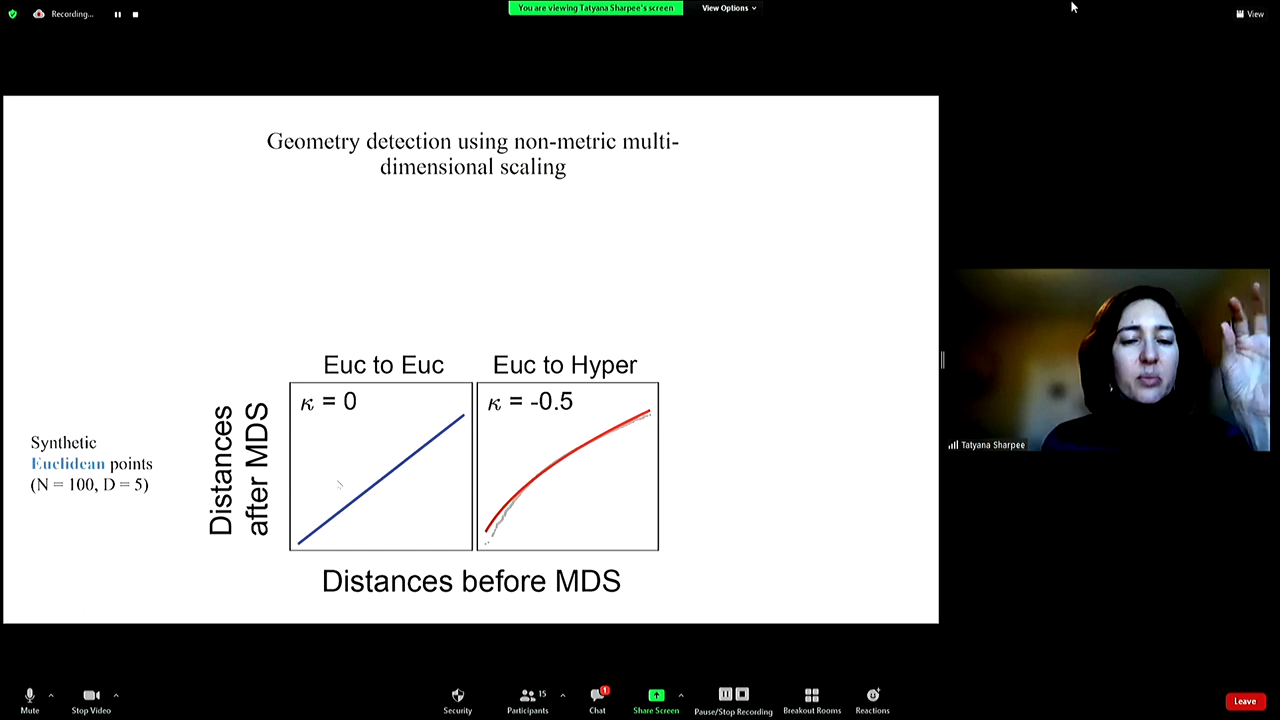 Recording...
You are viewing Tatyana Sharpee's screen
View Options
View
Geometry detection using non-metric multi-
dimensional scaling
Euc to Euc
Euc to Hyper
κ = 0
κ = -0.5
Distances
after MDS
Synthetic
Euclidean points
(N = 100, D = 5)
Distances before MDS
Tatyana Sharpee
Mute
Stop Video
Security
Participants
15
Chat
1
Share Screen
Pause/Stop Recording
Breakout Rooms
Reactions
Leave